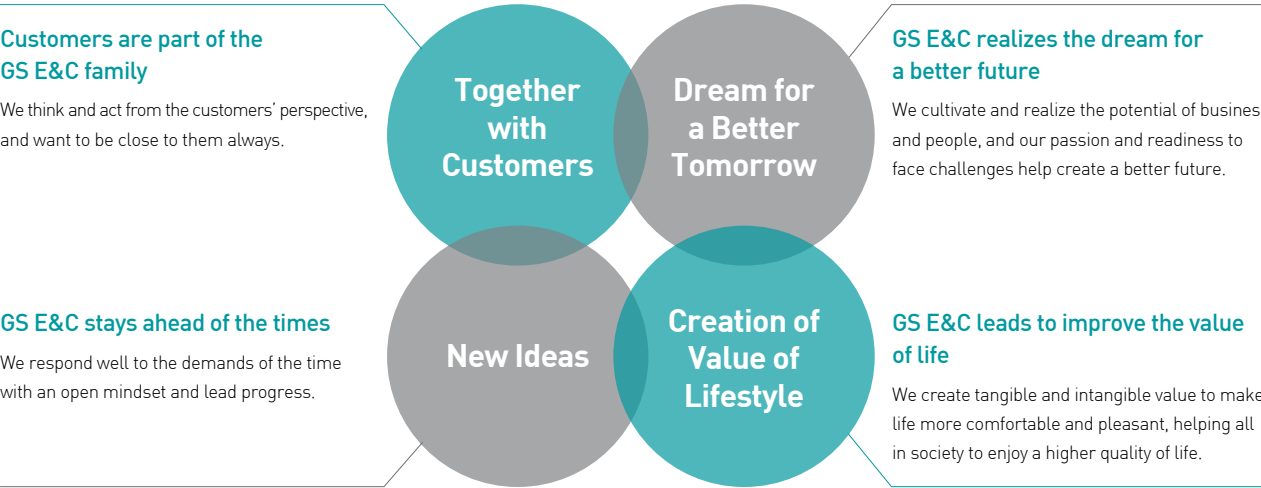 Customers are part of the
GS E&C family
We think and act from the customers' perspective,
and want to be close to them always.
Together
with
Customers
Dream for
a Better
Tomorrow
GS E&C realizes the dream for
a better future
We cultivate and realize the potential of busines
and people, and our passion and readiness to
face challenges help create a better future.
GS E&C stays ahead of the times
We respond well to the demands of the time
with an open mindset and lead progress.
New Ideas
Creation of
Value of
Lifestyle
GS E&C leads to improve the value
of life
We create tangible and intangible value to make
life more comfortable and pleasant, helping all
in society to enjoy a higher quality of life.